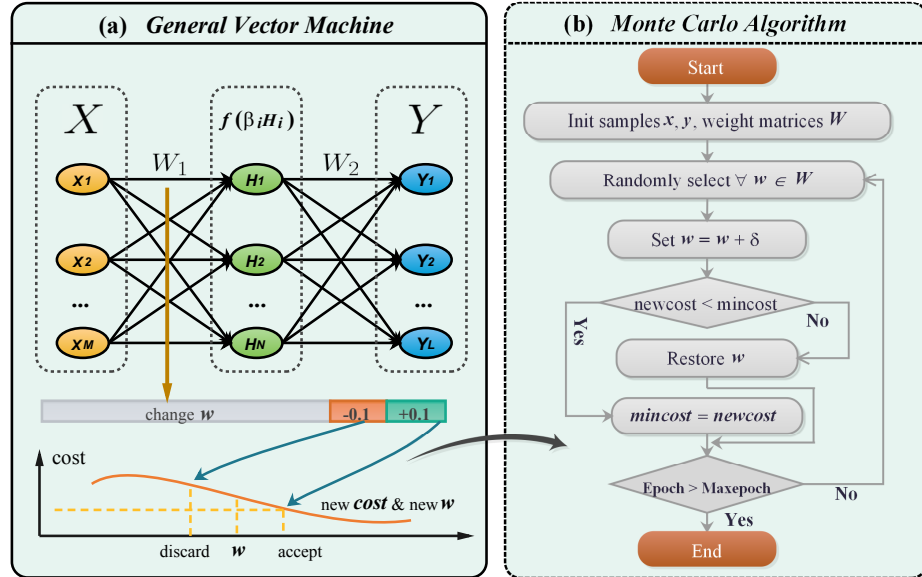 (a) General Vector Machine
X
f(βiHi)
Y
W1
W2
X1
H1
Y1
X2
H2
Y2
...
...
...
XM
HN
YL
change w
-0.1
+0.1
cost
new cost & new w
discard
w
accept
(b) Monte Carlo Algorithm
Start
Init samples x, y, weight matrices W
Randomly select ∀ w ∈ W
Set w = w + δ
newcost < mincost
Yes
No
Restore w
mincost = newcost
Epoch > Maxepoch
No
Yes
End